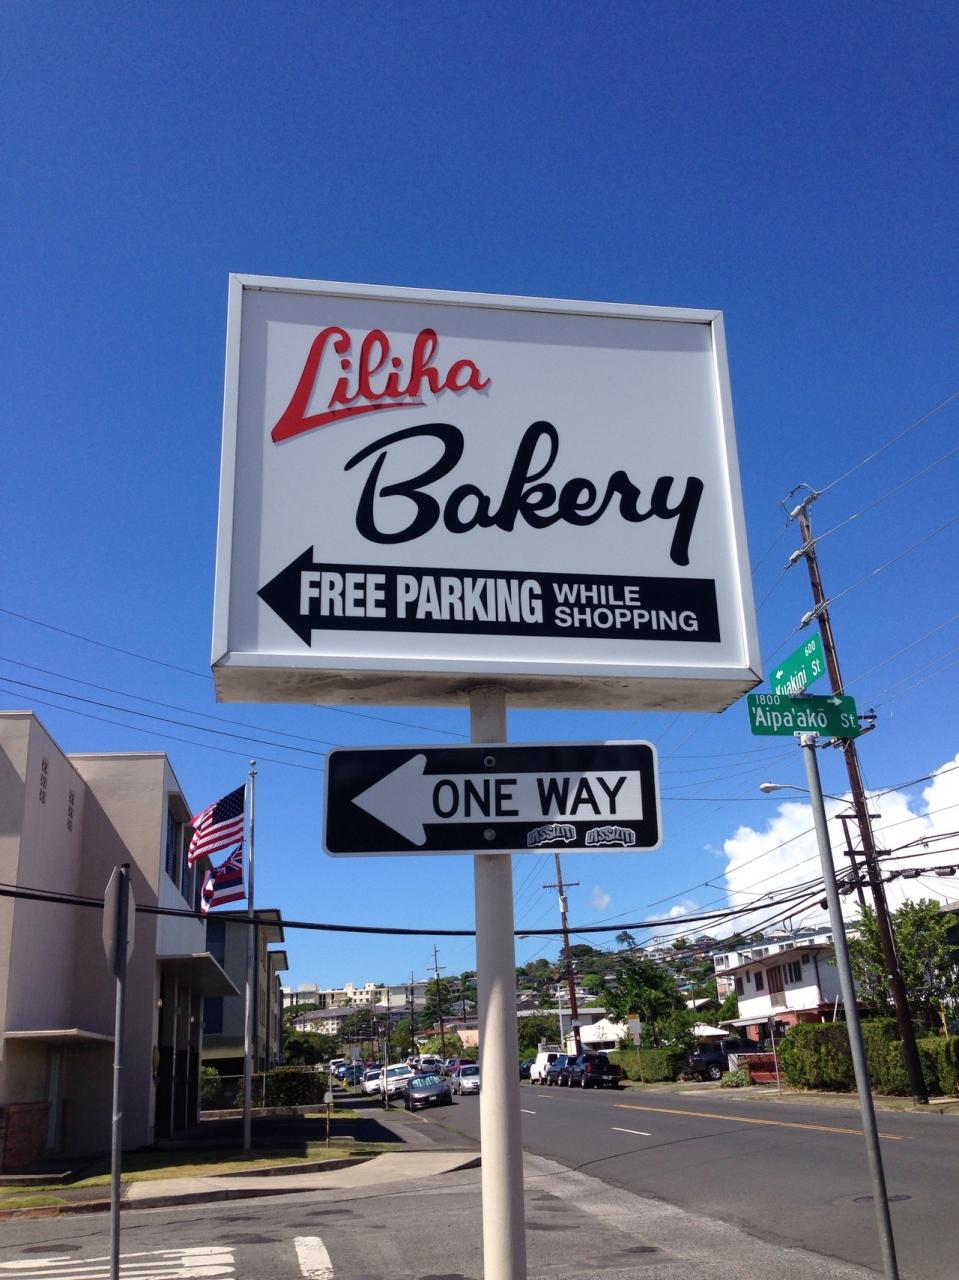 Liliha
Bakery
FREE PARKING WHILE
SHOPPING
600
Kuakini St
1800
'Aipa'akō St
ONE WAY